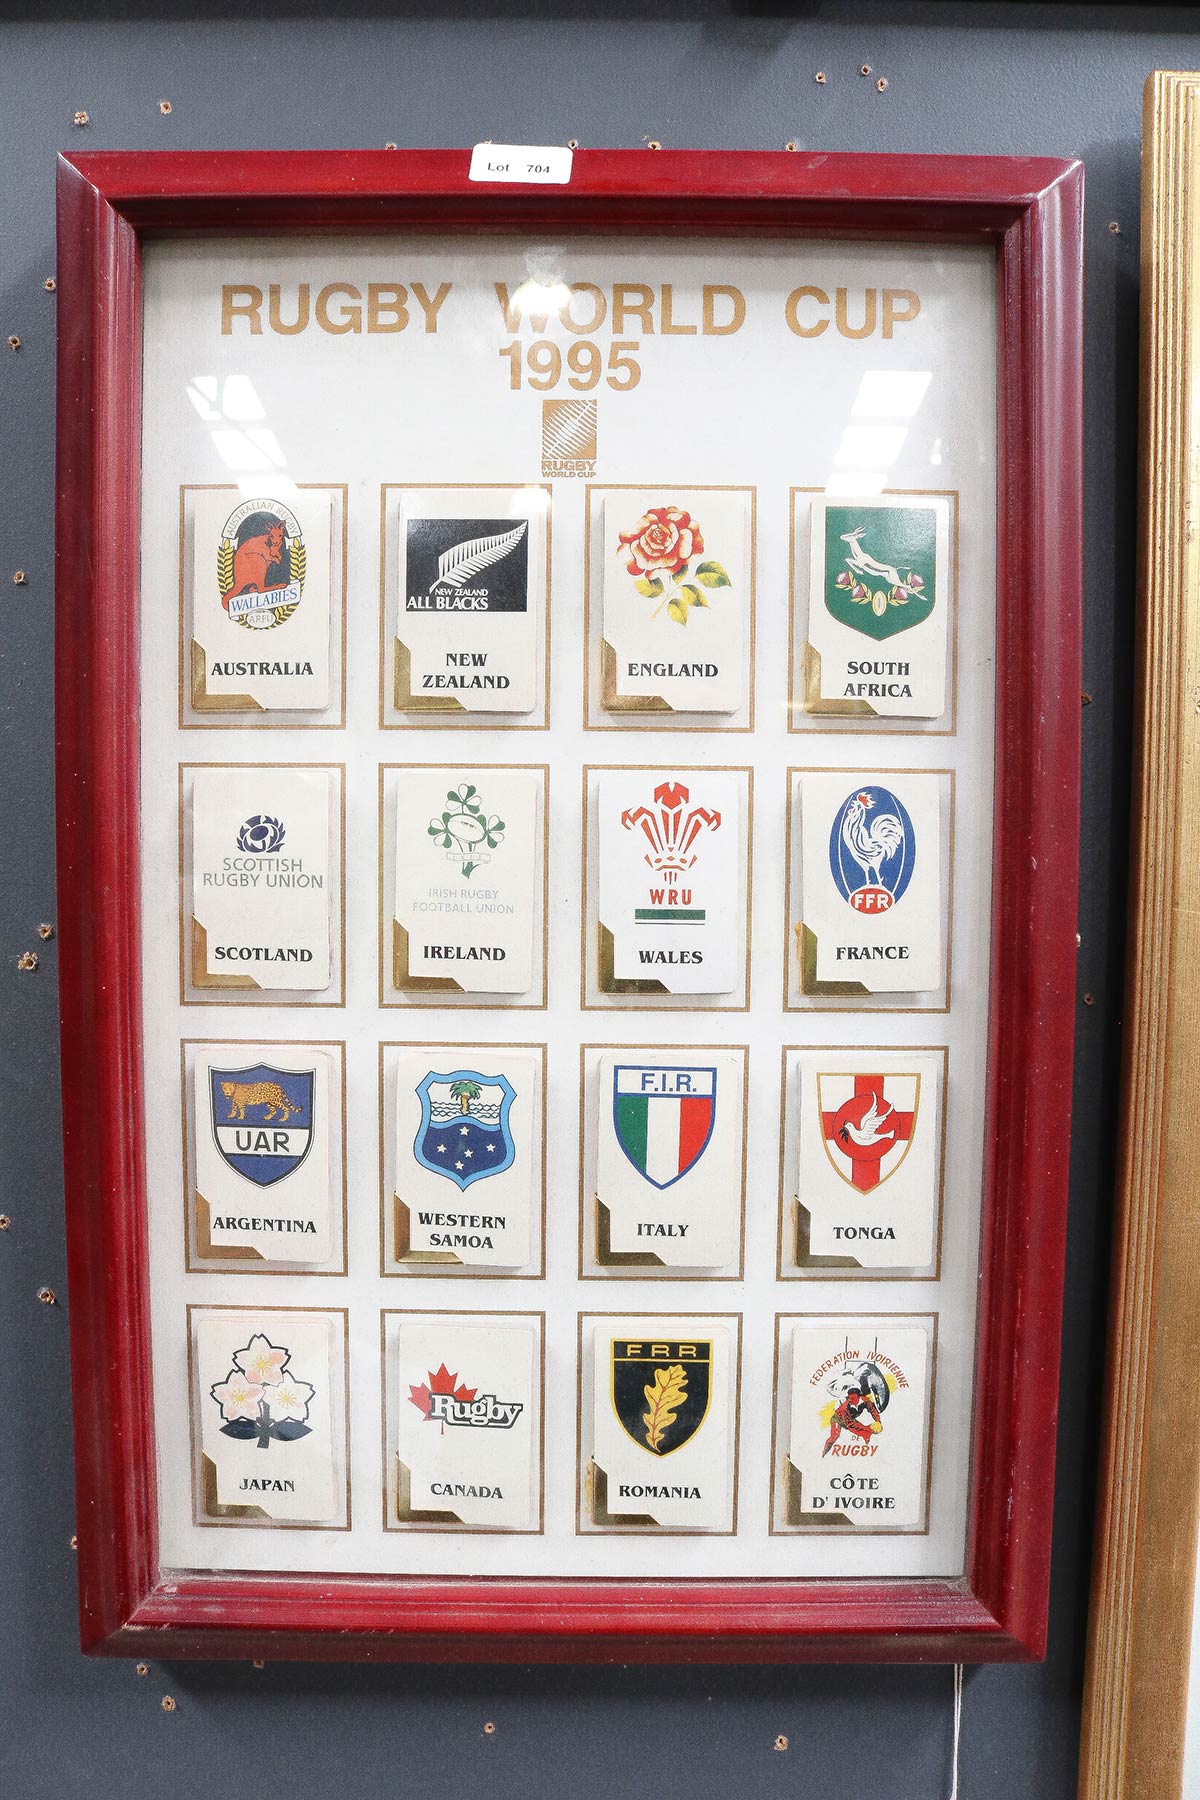 Lot 704
RUGBY WORLD CUP
1995
RUGBY
WORLD CUP
AUSTRALIAN RUGBY
WALLABIES
ARFU
AUSTRALIA
NEW ZEALAND
ALL BLACKS
NEW
ZEALAND
ENGLAND
SOUTH
AFRICA
SCOTTISH
RUGBY UNION
SCOTLAND
IRISH RUGBY
FOOTBALL UNION
IRELAND
WRU
WALES
FFR
FRANCE
UAR
ARGENTINA
WESTERN
SAMOA
F.I.R.
ITALY
TONGA
JAPAN
Rugby
CANADA
FRR
ROMANIA
FEDERATION IVOIRIENNE
DE
RUGBY
CÔTE
D'IVOIRE